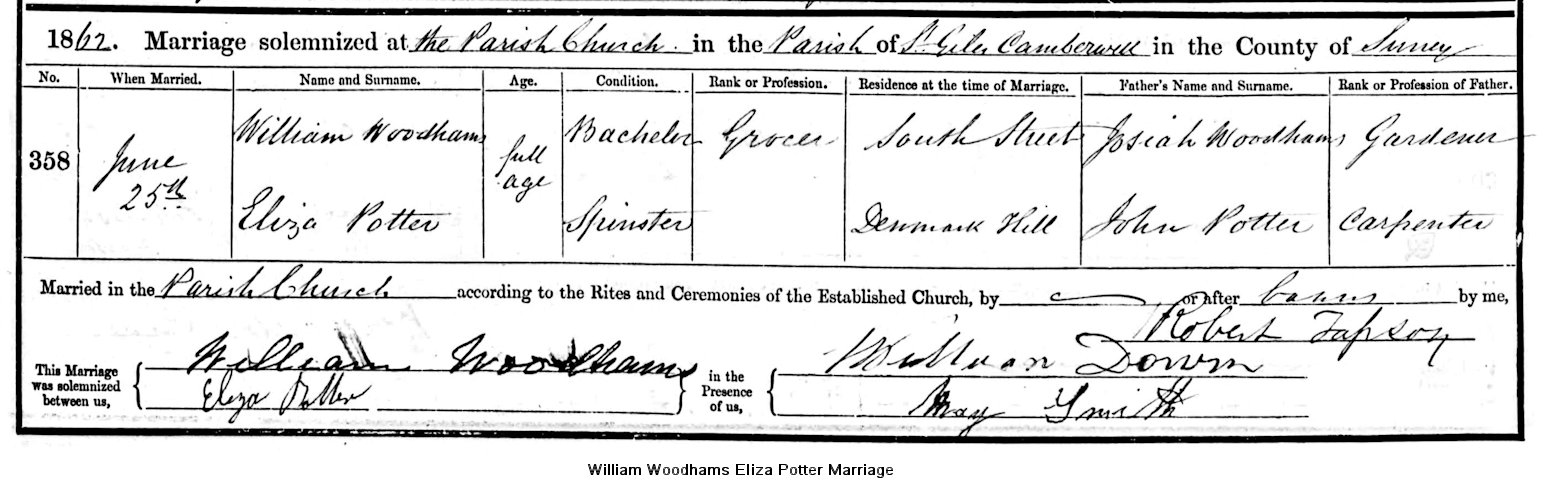 1862. Marriage solemnized at the Parish Church in the Parish of St. Giles Camberwell in the County of Surrey
No. When Married. Name and Surname. Age. Condition. Rank or Profession. Residence at the time of Marriage. Father's Name and Surname. Rank or Profession of Father.
358 June 25th William Woodhams full age Bachelor Grocer South Street Josiah Woodhams Gardener
Eliza Potter Spinster Denmark Hill John Potter Carpenter
Married in the Parish Church according to the Rites and Ceremonies of the Established Church, by or after banns by me,
Robert Tapson
This Marriage was solemnized between us, William Woodhams in the Presence of us,
Eliza Potter Smith
William Woodhams Eliza Potter Marriage